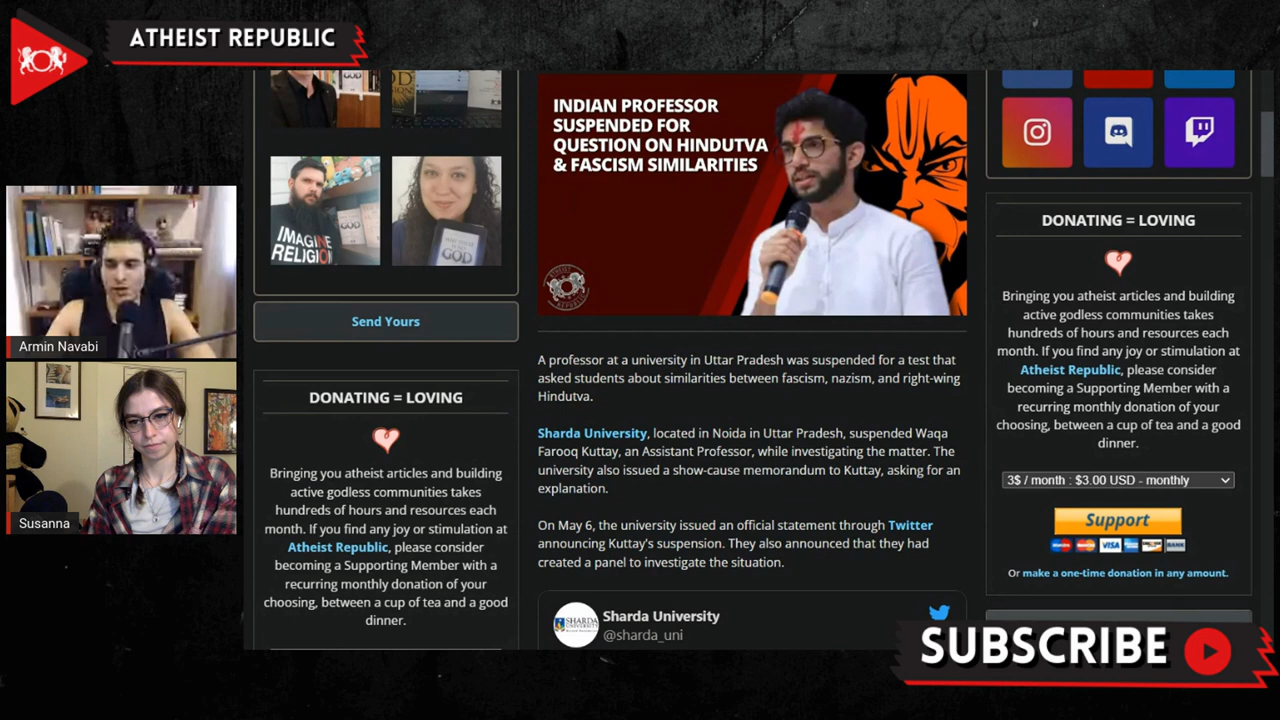 ATHEIST REPUBLIC
Armin Navabi
Susanna
IMAGINE
RELIGION
GOD
Send Yours
DONATING = LOVING
Bringing you atheist articles and building
active godless communities takes
hundreds of hours and resources each
month. If you find any joy or stimulation at
Atheist Republic, please consider
becoming a Supporting Member with a
recurring monthly donation of your
choosing, between a cup of tea and a good
dinner.
INDIAN PROFESSOR
SUSPENDED FOR
QUESTION ON HINDUTVA
& FASCISM SIMILARITIES
A professor at a university in Uttar Pradesh was suspended for a test that
asked students about similarities between fascism, nazism, and right-wing
Hindutva.
Sharda University, located in Noida in Uttar Pradesh, suspended Waqa
Farooq Kuttay, an Assistant Professor, while investigating the matter. The
university also issued a show-cause memorandum to Kuttay, asking for an
explanation.
On May 6, the university issued an official statement through Twitter
announcing Kuttay's suspension. They also announced that they had
created a panel to investigate the situation.
SHARDA
UNIVERSITY
Sharda University
@sharda_uni
DONATING = LOVING
Bringing you atheist articles and building
active godless communities takes
hundreds of hours and resources each
month. If you find any joy or stimulation at
Atheist Republic, please consider
becoming a Supporting Member with a
recurring monthly donation of your
choosing, between a cup of tea and a good
dinner.
3$ / month : $3.00 USD - monthly
Support
VISA
BANK
Or make a one-time donation in any amount.
SUBSCRIBE